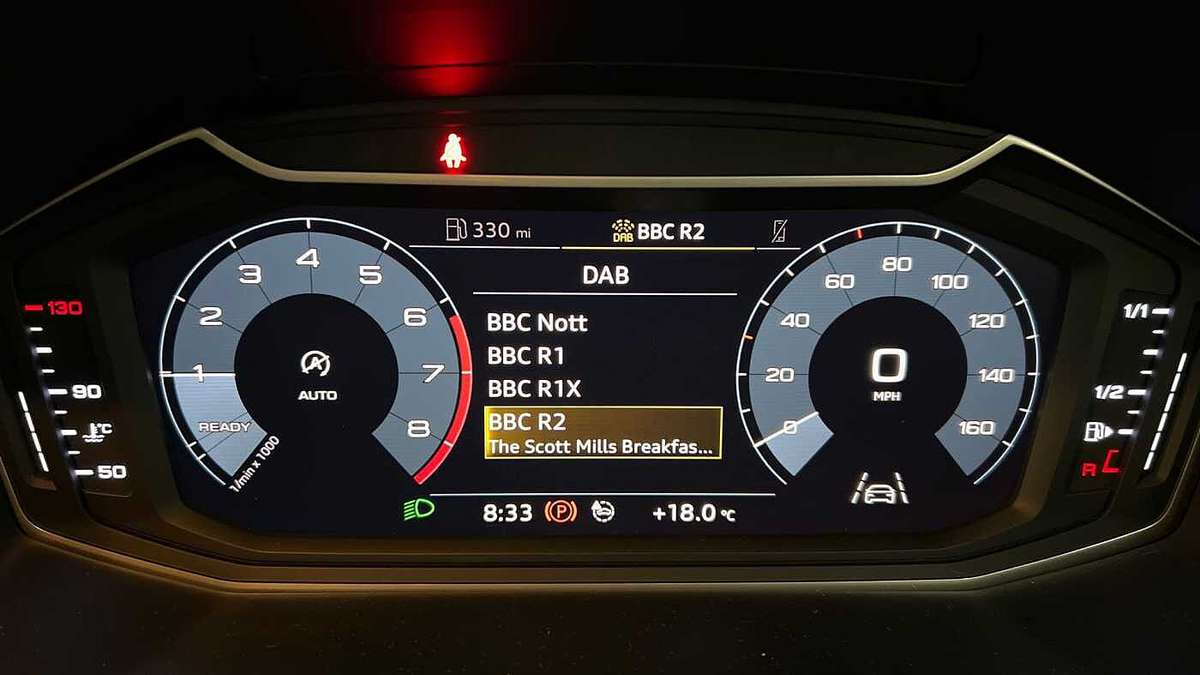 330 mi
DAB BBC R2
DAB
BBC Nott
BBC R1
BBC R1X
BBC R2
The Scott Mills Breakfas...
8:33
P
+18.0 °C
1
2
3
4
5
6
7
8
READY
1/min x 1000
A
AUTO
0
20
40
60
80
100
120
140
160
0
MPH
130
90
°C
50
1/1
1/2
R